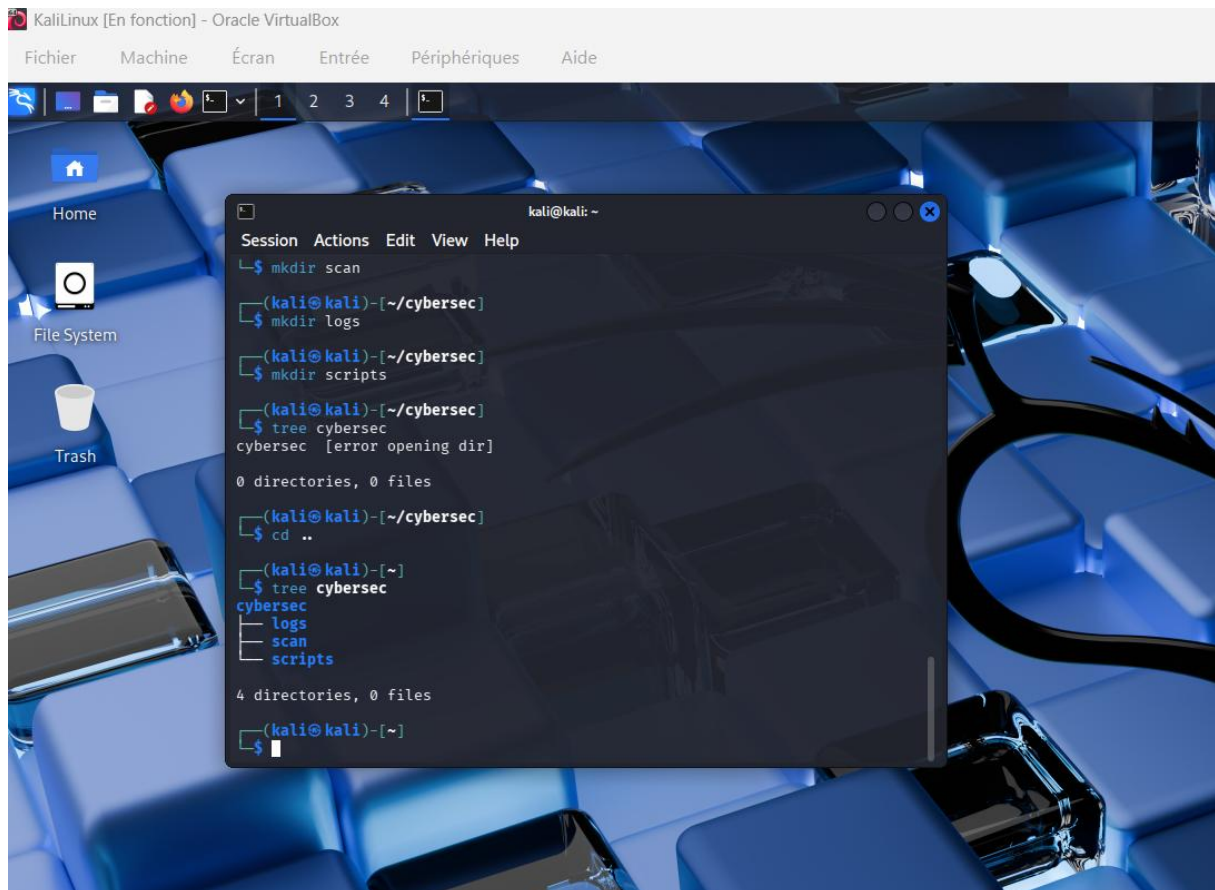 KaliLinux [En fonction] - Oracle VirtualBox
Fichier Machine Écran Entrée Périphériques Aide
1 2 3 4
Home
File System
Trash
kali@kali: ~
Session Actions Edit View Help
└─$ mkdir scan
┌──(kali㉿kali)-[~/cybersec]
└─$ mkdir logs
┌──(kali㉿kali)-[~/cybersec]
└─$ mkdir scripts
┌──(kali㉿kali)-[~/cybersec]
└─$ tree cybersec
cybersec  [error opening dir]
0 directories, 0 files
┌──(kali㉿kali)-[~/cybersec]
└─$ cd ..
┌──(kali㉿kali)-[~]
└─$ tree cybersec
cybersec
├── logs
├── scan
└── scripts
4 directories, 0 files
┌──(kali㉿kali)-[~]
└─$